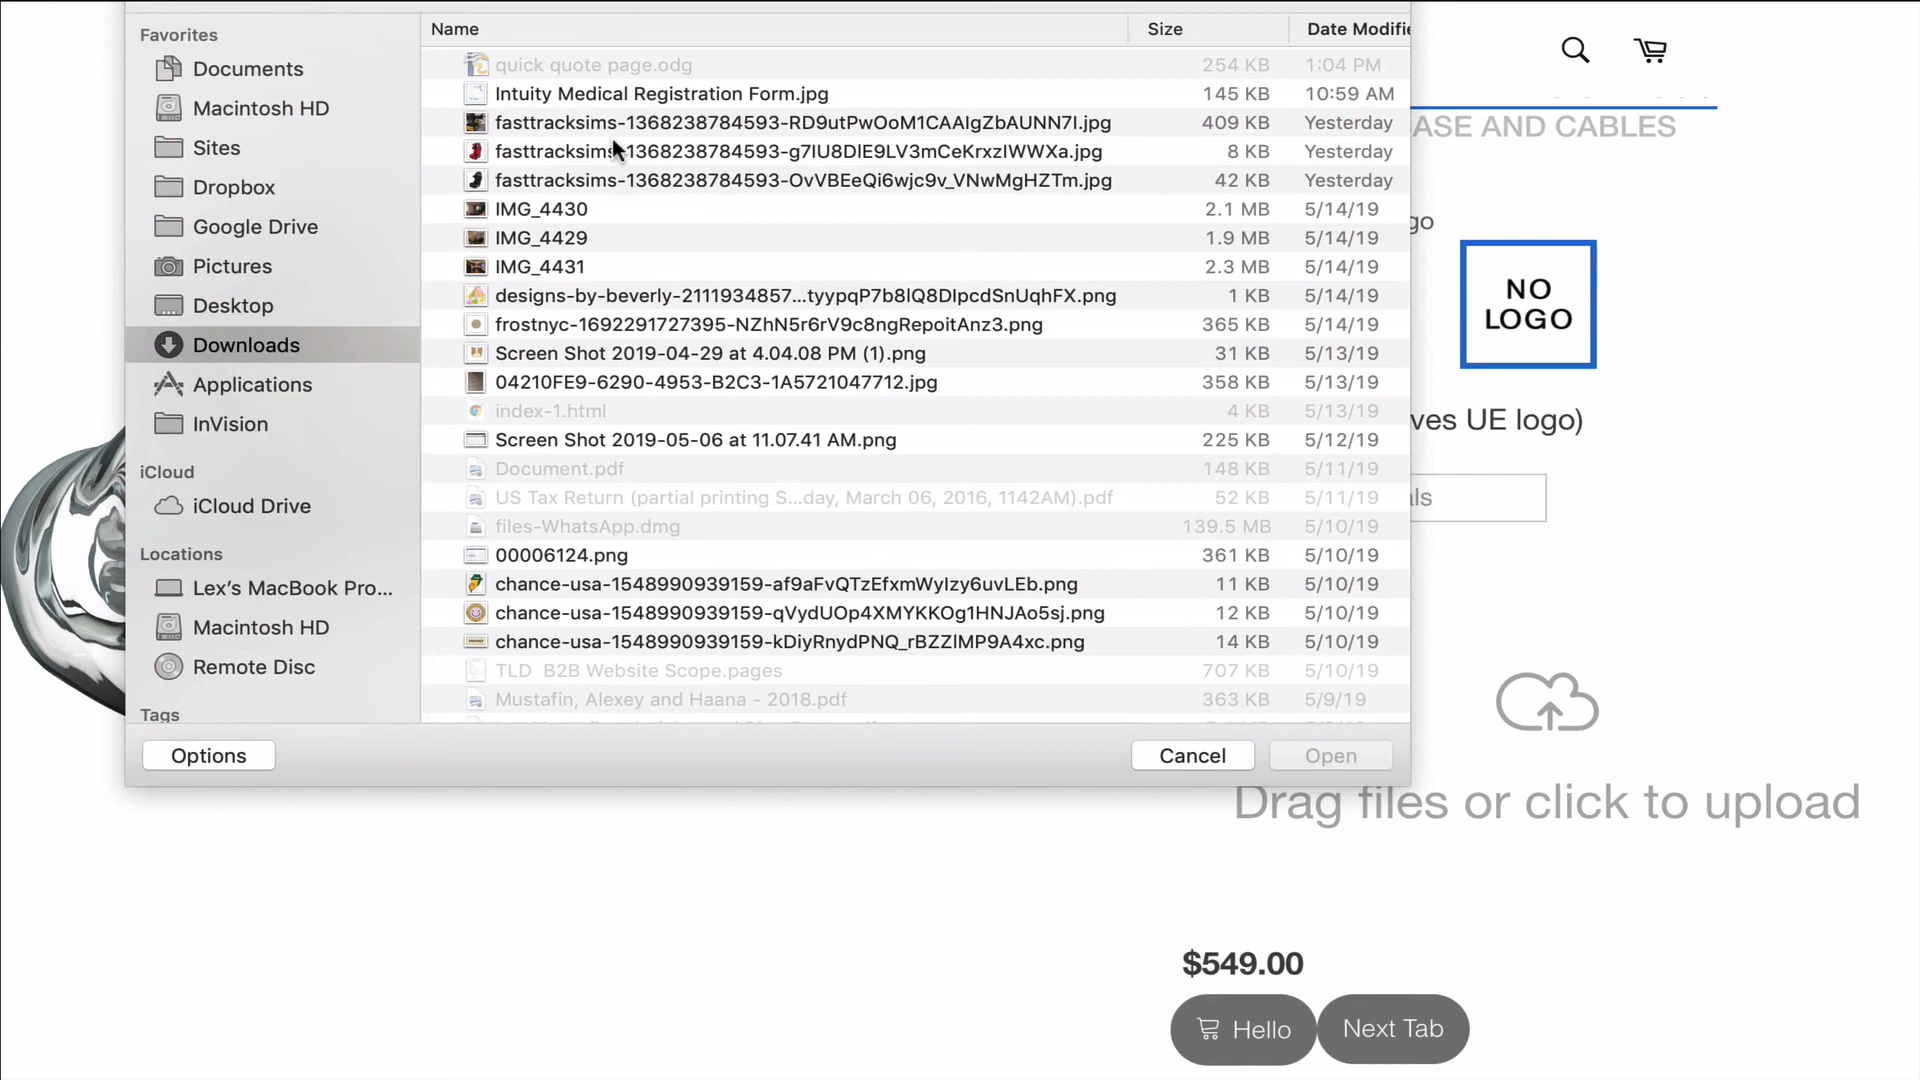 Favorites
Documents
Macintosh HD
Sites
Dropbox
Google Drive
Pictures
Desktop
Downloads
Applications
InVision
iCloud
iCloud Drive
Locations
Lex's MacBook Pro...
Macintosh HD
Remote Disc
Tags
Name Size Date Modifie
quick quote page.odg 254 KB 1:04 PM
Intuity Medical Registration Form.jpg 145 KB 10:59 AM
fasttracksims-1368238784593-RD9utPwOoM1CAAIgZbAUNN7I.jpg 409 KB Yesterday
fasttracksims-1368238784593-g7IU8DlE9LV3mCeKrxzIWWXa.jpg 8 KB Yesterday
fasttracksims-1368238784593-OvVBEeQi6wjc9v_VNwMgHZTm.jpg 42 KB Yesterday
IMG_4430 2.1 MB 5/14/19
IMG_4429 1.9 MB 5/14/19
IMG_4431 2.3 MB 5/14/19
designs-by-beverly-2111934857...tyypqP7b8lQ8DIpcdSnUqhFX.png 1 KB 5/14/19
frostnyc-1692291727395-NZhN5r6rV9c8ngRepoitAnz3.png 365 KB 5/14/19
Screen Shot 2019-04-29 at 4.04.08 PM (1).png 31 KB 5/13/19
04210FE9-6290-4953-B2C3-1A5721047712.jpg 358 KB 5/13/19
index-1.html 4 KB 5/13/19
Screen Shot 2019-05-06 at 11.07.41 AM.png 225 KB 5/12/19
Document.pdf 148 KB 5/11/19
US Tax Return (partial printing S...day, March 06, 2016, 1142AM).pdf 52 KB 5/11/19
files-WhatsApp.dmg 139.5 MB 5/10/19
00006124.png 361 KB 5/10/19
chance-usa-1548990939159-af9aFvQTzEfxmWyIzy6uvLEb.png 11 KB 5/10/19
chance-usa-1548990939159-qVydUOp4XMYKKOg1HNJAo5sj.png 12 KB 5/10/19
chance-usa-1548990939159-kDiyRnydPNQ_rBZZlMP9A4xc.png 14 KB 5/10/19
TLD B2B Website Scope.pages 707 KB 5/10/19
Mustafin, Alexey and Haana - 2018.pdf 363 KB 5/9/19
Options
Cancel
Open
ASE AND CABLES
go
NO
LOGO
ves UE logo)
als
Drag files or click to upload
$549.00
Hello
Next Tab